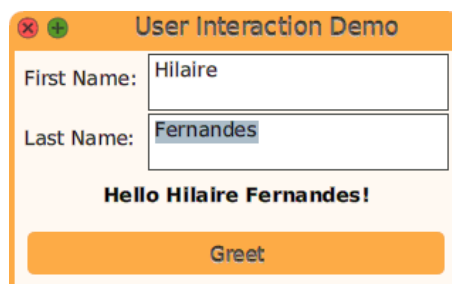 User Interaction Demo
First Name: Hilaire
Last Name: Fernandes
Hello Hilaire Fernandes!
Greet